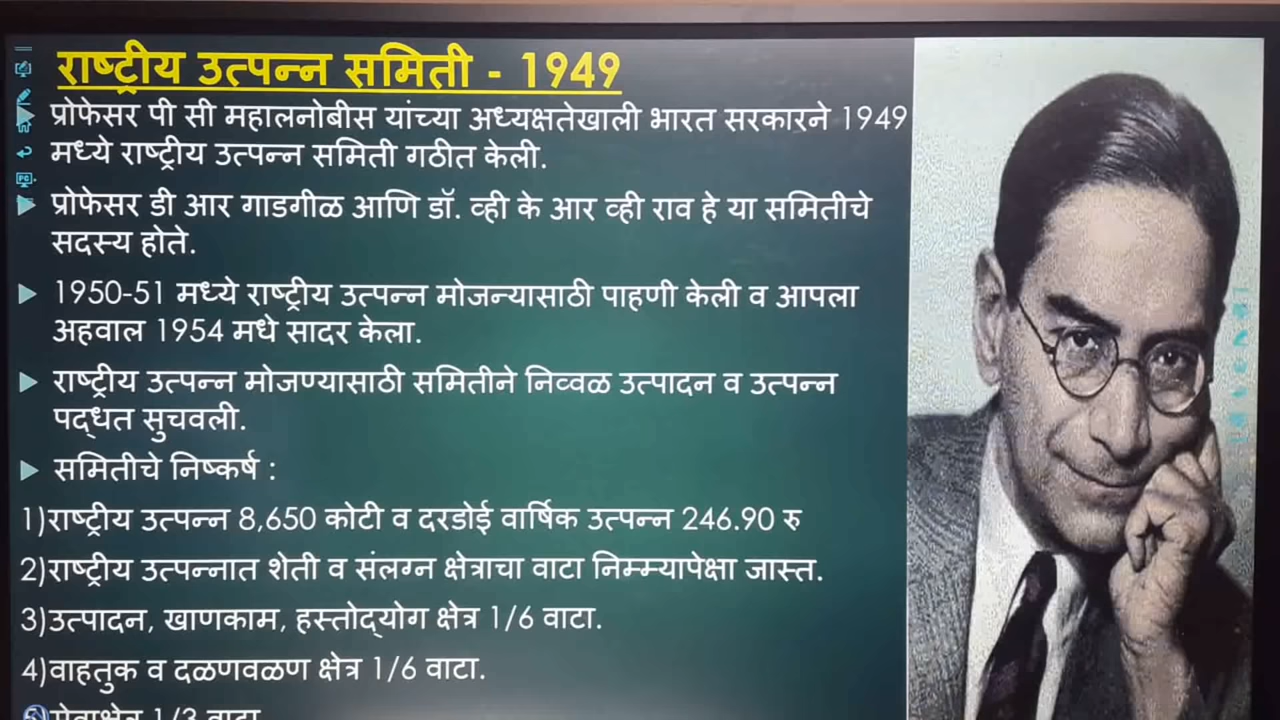 राष्ट्रीय उत्पन्न समिती - 1949
प्रोफेसर पी सी महालनोबीस यांच्या अध्यक्षतेखाली भारत सरकारने 1949
मध्ये राष्ट्रीय उत्पन्न समिती गठीत केली.
प्रोफेसर डी आर गाडगीळ आणि डॉ. व्ही के आर व्ही राव हे या समितीचे
सदस्य होते.
1950-51 मध्ये राष्ट्रीय उत्पन्न मोजन्यासाठी पाहणी केली व आपला
अहवाल 1954 मधे सादर केला.
राष्ट्रीय उत्पन्न मोजण्यासाठी समितीने निव्वळ उत्पादन व उत्पन्न
पद्धत सुचवली.
समितीचे निष्कर्ष :
1)राष्ट्रीय उत्पन्न 8,650 कोटी व दरडोई वार्षिक उत्पन्न 246.90 रु
2)राष्ट्रीय उत्पन्नात शेती व संलग्न क्षेत्राचा वाटा निम्म्यापेक्षा जास्त.
3)उत्पादन, खाणकाम, हस्तोद्योग क्षेत्र 1/6 वाटा.
4)वाहतुक व दळणवळण क्षेत्र 1/6 वाटा.
1/3 वाटा